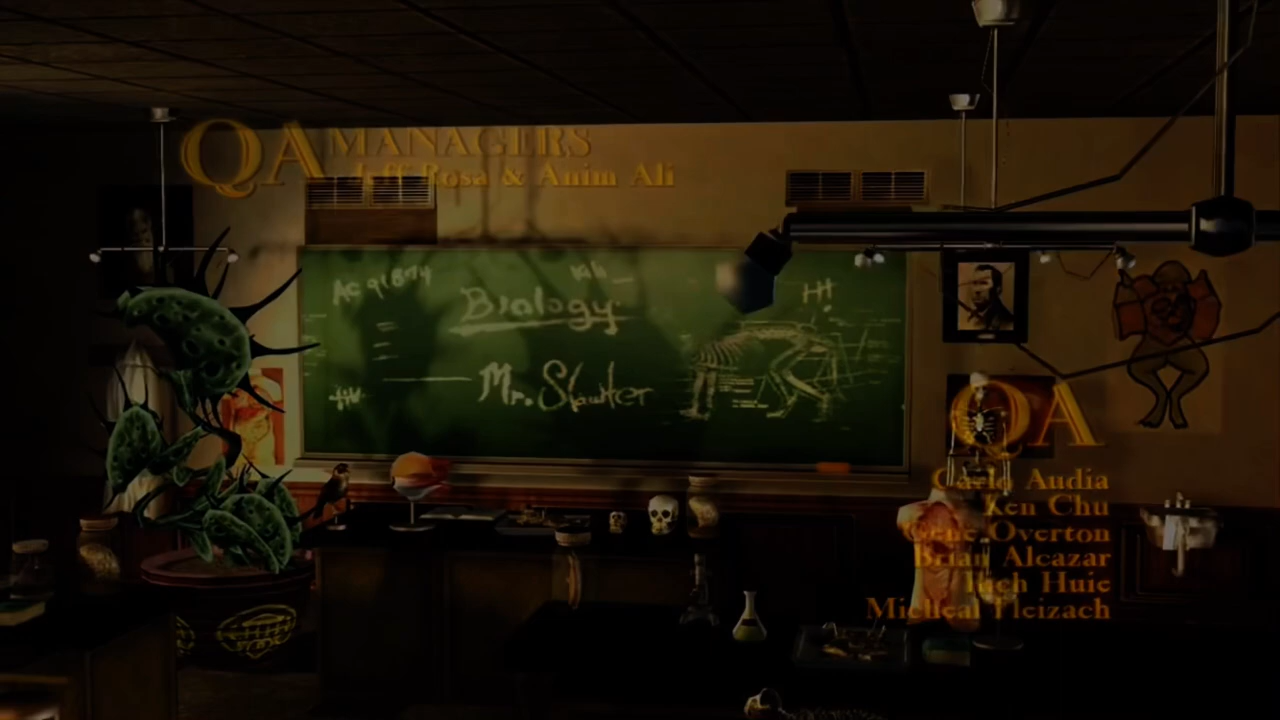 QA MANAGERS
Jeff Rosa & Anim Ali
Biology
Mr.
H!
QA
Carlo Audia
Ken Chu
Gene Overton
Brian Alcazar
Rich Huie